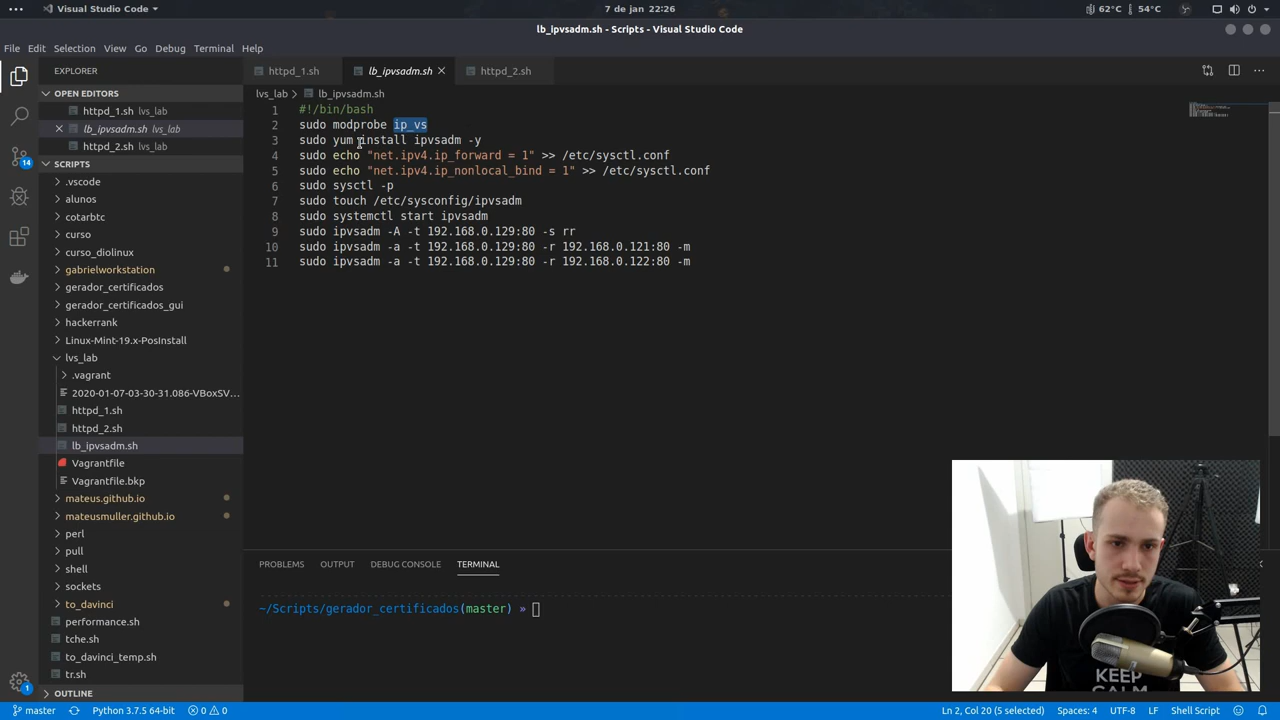 Visual Studio Code
7 de jan 22:26
62°C
54°C
lb_ipvsadm.sh - Scripts - Visual Studio Code
File Edit Selection View Go Debug Terminal Help
EXPLORER
httpd_1.sh
lb_ipvsadm.sh
httpd_2.sh
OPEN EDITORS
httpd_1.sh lvs_lab
lb_ipvsadm.sh lvs_lab
httpd_2.sh lvs_lab
SCRIPTS
.vscode
alunos
cotarbtc
curso
curso_diolinux
gabrielworkstation
gerador_certificados
gerador_certificados_gui
hackerrank
Linux-Mint-19.x-PosInstall
lvs_lab
.vagrant
2020-01-07-03-30-31.086-VBoxSV...
httpd_1.sh
httpd_2.sh
lb_ipvsadm.sh
Vagrantfile
Vagrantfile.bkp
mateus.github.io
mateusmuller.github.io
perl
pull
shell
sockets
to_davinci
performance.sh
tche.sh
to_davinci_temp.sh
tr.sh
OUTLINE
14
1
lvs_lab > lb_ipvsadm.sh
1 #!/bin/bash
2 sudo modprobe ip_vs
3 sudo yum install ipvsadm -y
4 sudo echo "net.ipv4.ip_forward = 1" >> /etc/sysctl.conf
5 sudo echo "net.ipv4.ip_nonlocal_bind = 1" >> /etc/sysctl.conf
6 sudo sysctl -p
7 sudo touch /etc/sysconfig/ipvsadm
8 sudo systemctl start ipvsadm
9 sudo ipvsadm -A -t 192.168.0.129:80 -s rr
10 sudo ipvsadm -a -t 192.168.0.129:80 -r 192.168.0.121:80 -m
11 sudo ipvsadm -a -t 192.168.0.129:80 -r 192.168.0.122:80 -m
PROBLEMS OUTPUT DEBUG CONSOLE TERMINAL
~/Scripts/gerador_certificados(master) »
KEEP
CALM
master Python 3.7.5 64-bit 0 0 Ln 2, Col 20 (5 selected) Spaces: 4 UTF-8 LF Shell Script